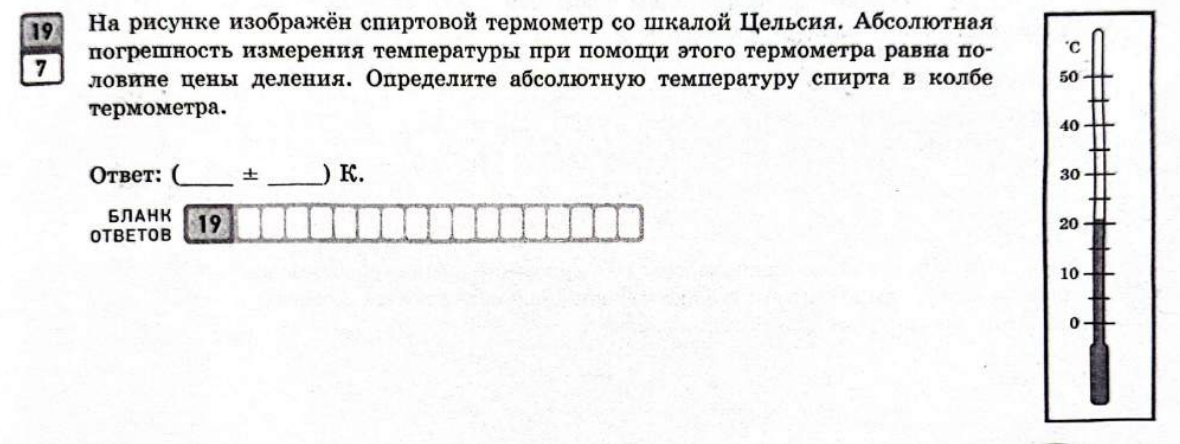 19
7
На рисунке изображён спиртовой термометр со шкалой Цельсия. Абсолютная
погрешность измерения температуры при помощи этого термометра равна по-
ловине цены деления. Определите абсолютную температуру спирта в колбе
термометра.
Ответ: (_____ ± _____) К.
БЛАНК
ОТВЕТОВ
19
°C
50
40
30
20
10
0